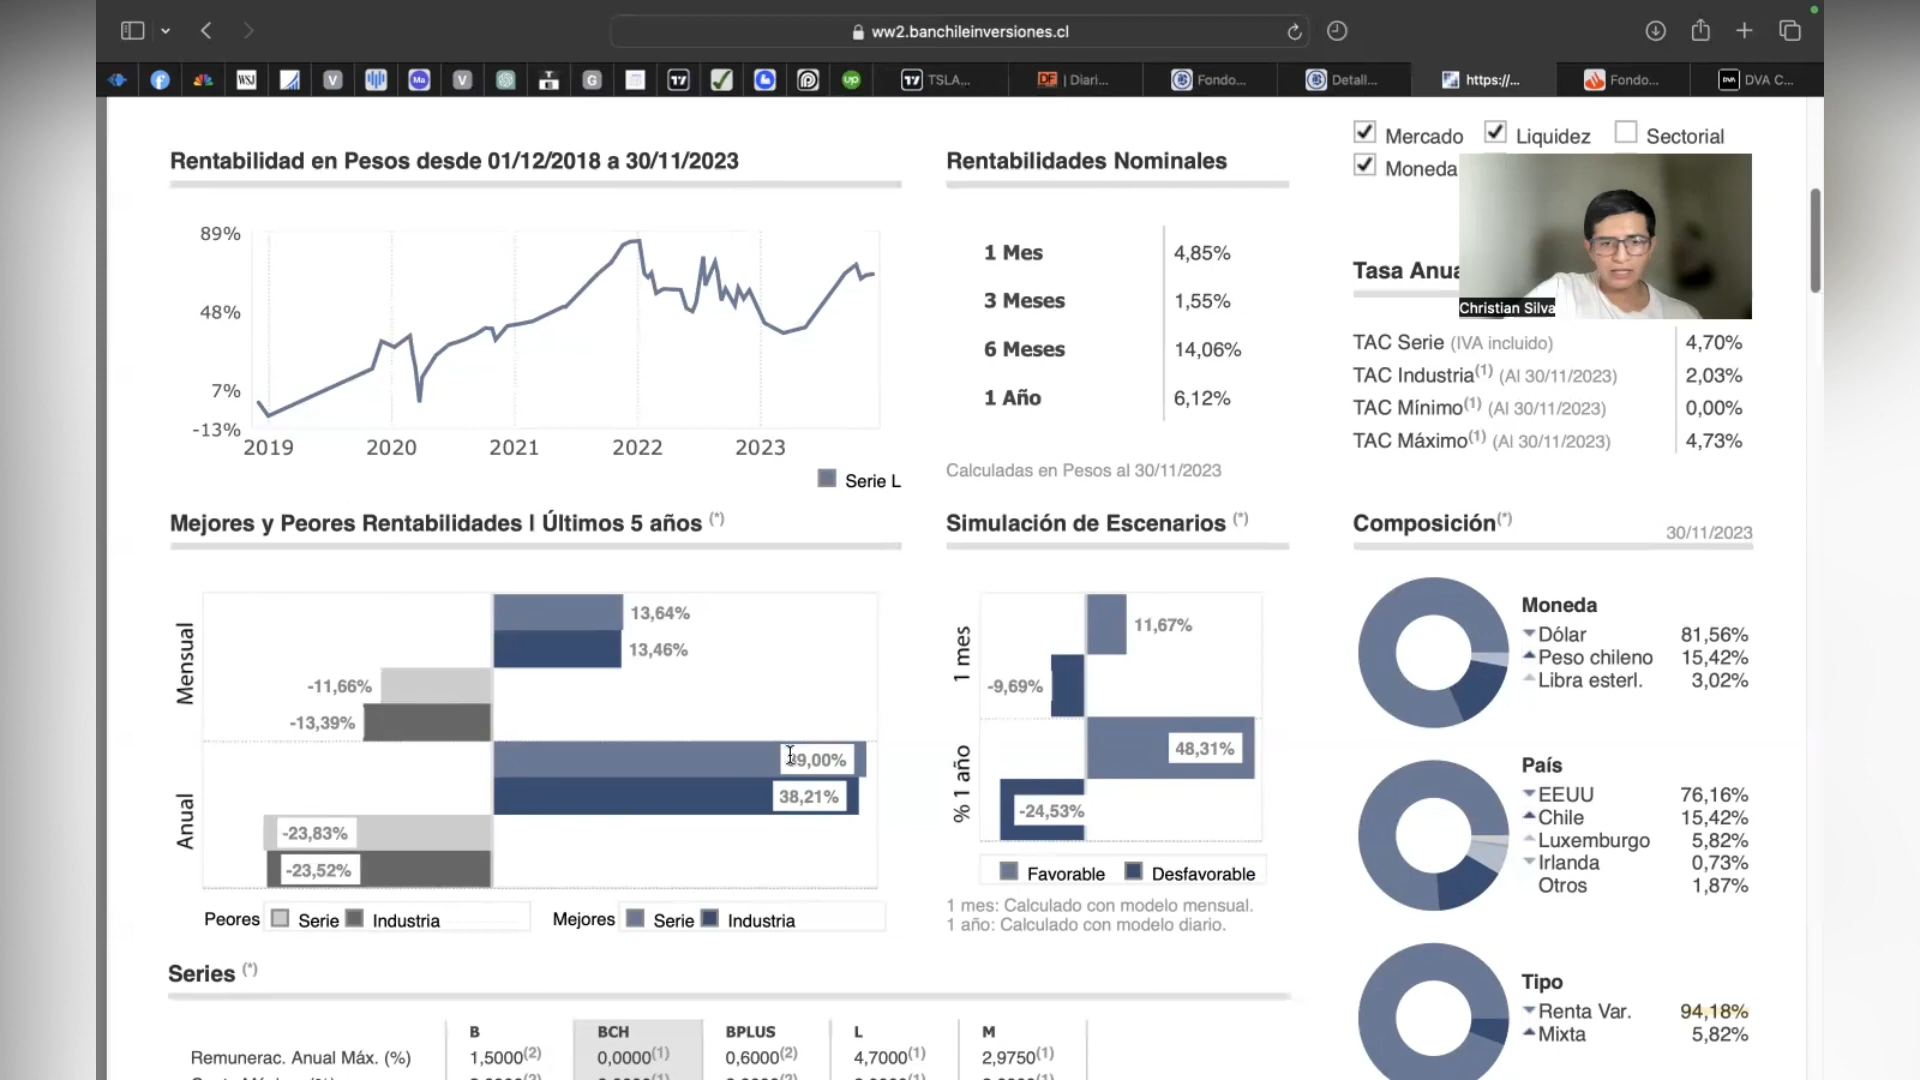 ww2.banchileinversiones.cl
WSJ V Ma V G up TSLA,... DF | Diari... Fondo... Detall... https://... Fondo... DVA DVA C...
Mercado Liquidez Sectorial
Moneda
Rentabilidad en Pesos desde 01/12/2018 a 30/11/2023
89%
48%
7%
-13%
2019 2020 2021 2022 2023
Serie L
Rentabilidades Nominales
1 Mes 4,85%
3 Meses 1,55%
6 Meses 14,06%
1 Año 6,12%
Calculadas en Pesos al 30/11/2023
Christian Silva
Tasa Anua
TAC Serie (IVA incluido) 4,70%
TAC Industria(1) (Al 30/11/2023) 2,03%
TAC Mínimo(1) (Al 30/11/2023) 0,00%
TAC Máximo(1) (Al 30/11/2023) 4,73%
Mejores y Peores Rentabilidades | Últimos 5 años (*)
Mensual
13,64%
13,46%
-11,66%
-13,39%
Anual
9,00%
38,21%
-23,83%
-23,52%
Peores Serie Industria Mejores Serie Industria
Simulación de Escenarios (*)
1 mes
11,67%
-9,69%
% 1 año
48,31%
-24,53%
Favorable Desfavorable
1 mes: Calculado con modelo mensual.
1 año: Calculado con modelo diario.
Composición(*) 30/11/2023
Moneda
Dólar 81,56%
Peso chileno 15,42%
Libra esterl. 3,02%
País
EEUU 76,16%
Chile 15,42%
Luxemburgo 5,82%
Irlanda 0,73%
Otros 1,87%
Tipo
Renta Var. 94,18%
Mixta 5,82%
Series (*)
B BCH BPLUS L M
Remunerac. Anual Máx. (%) 1,5000(2) 0,0000(1) 0,6000(2) 4,7000(1) 2,9750(1)